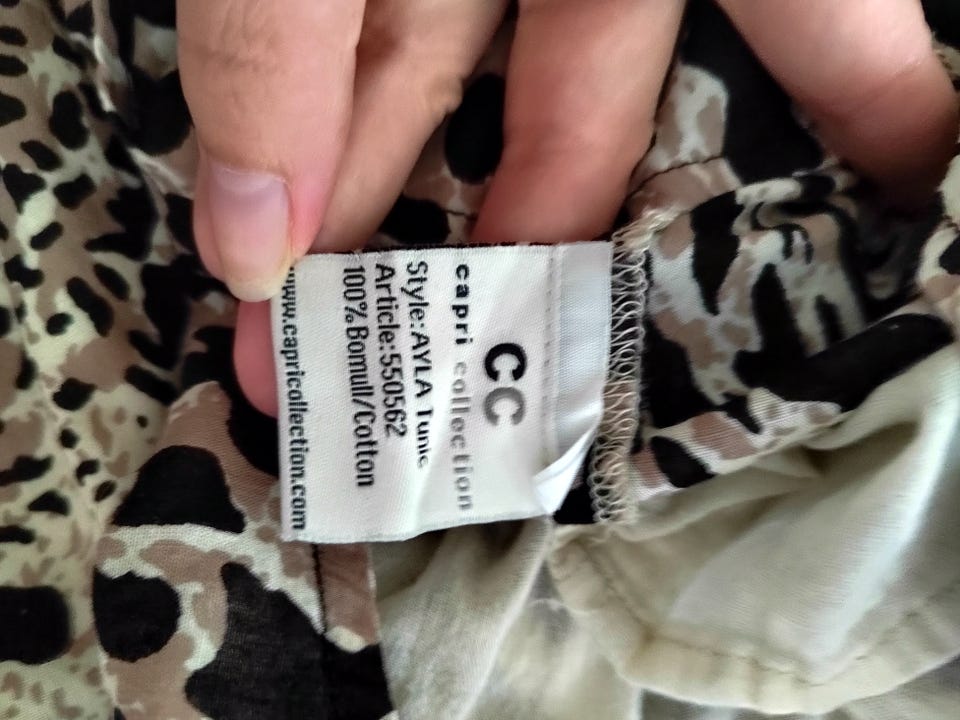 CC
capri collection
Style:AYLA Tunic
Article:550562
100%Bomull/Cotton
www.capricollection.com